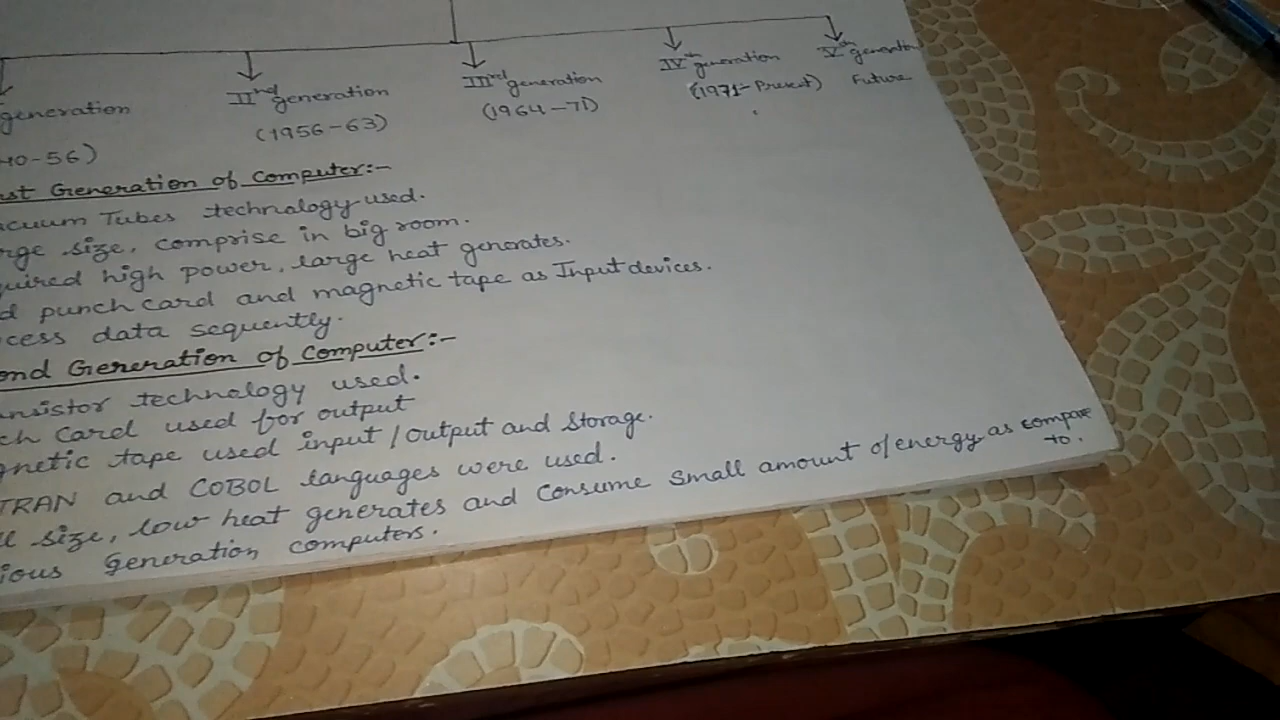 generation
IInd generation
IIIrd generation
IVth generation
Vth generation
40-56)
(1956-63)
(1964-71)
(1971-Present)
Future
st Generation of Computer:-
cuum Tubes technology used.
rge size, comprise in big room.
quired high power, large heat generates.
d punch card and magnetic tape as Input devices.
cess data sequently.
ond Generation of Computer:-
ansistor technology used.
ch Card used for output
gnetic tape used input/output and Storage.
TRAN and COBOL languages were used.
ll size, low heat generates and Consume Small amount of energy as compare to.
ious generation computers.